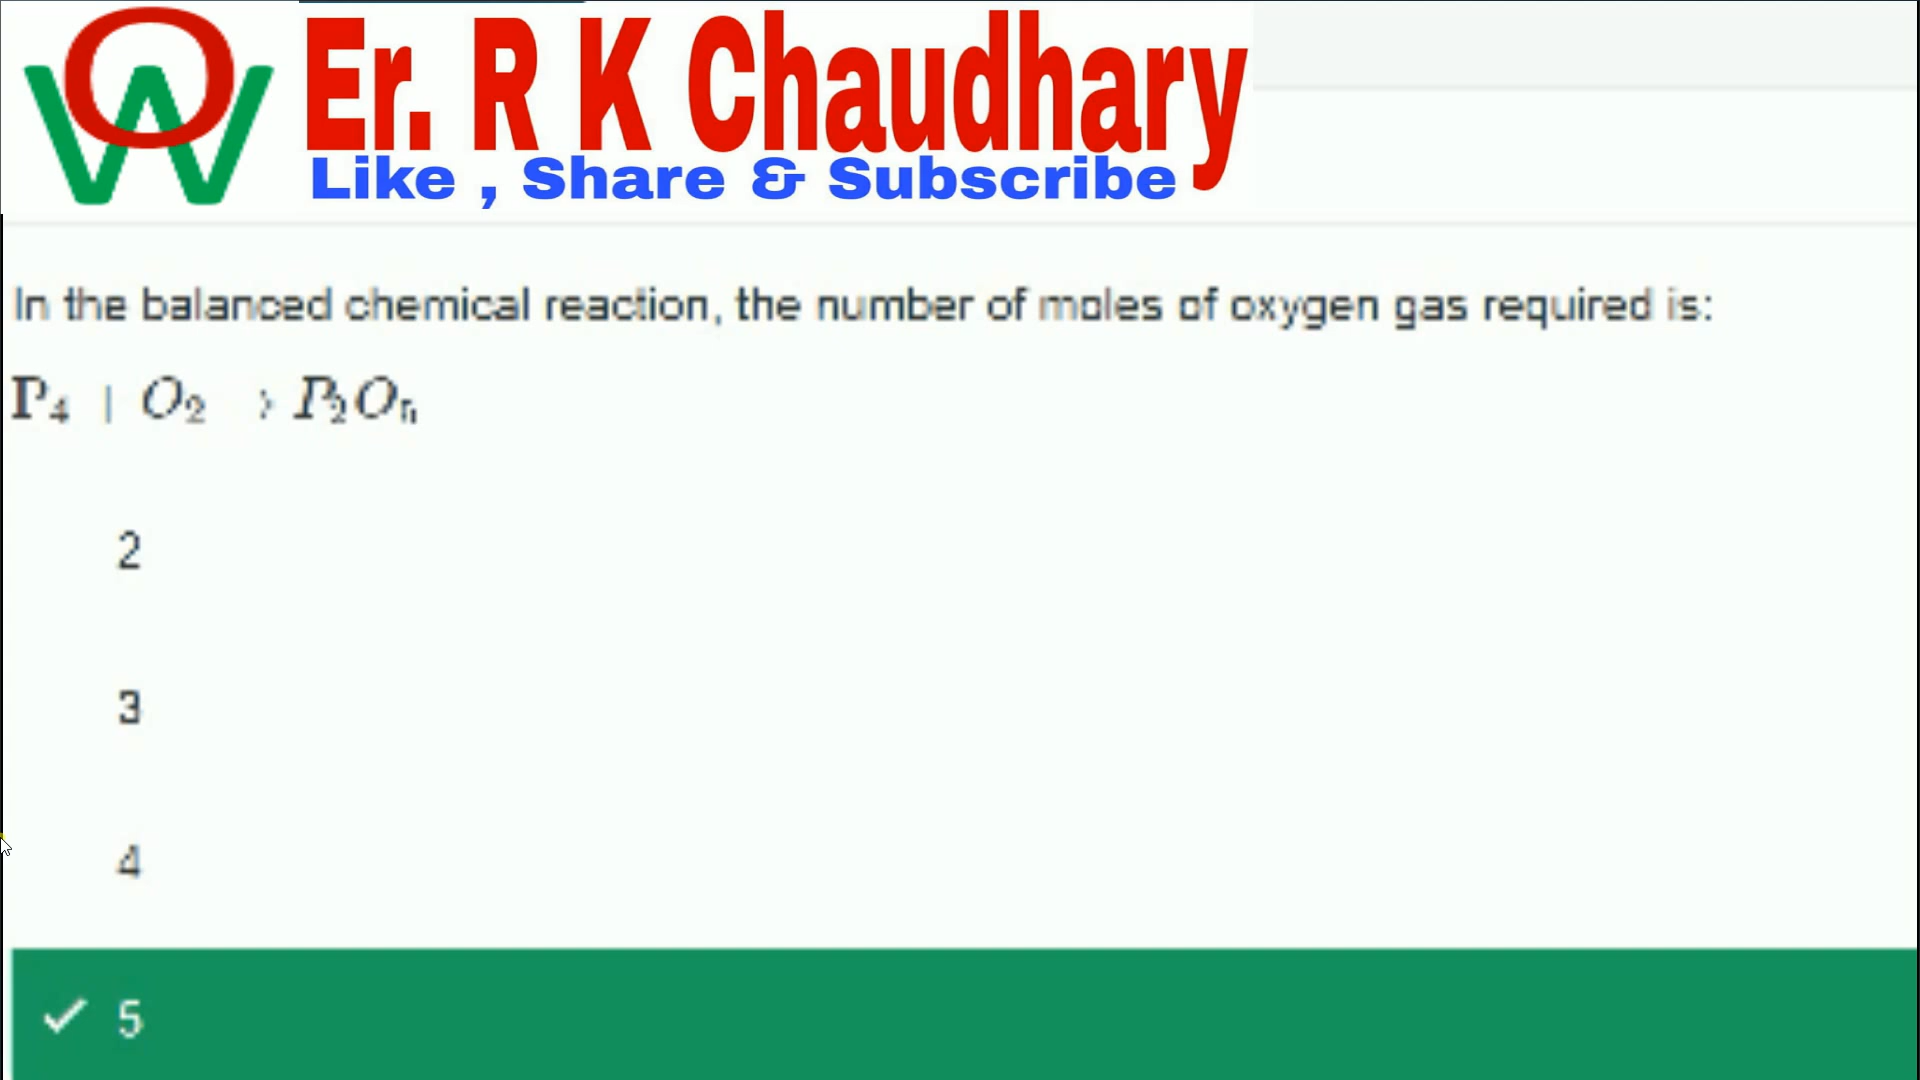 OW
Er. R K Chaudhary
Like , Share & Subscribe
In the balanced chemical reaction, the number of moles of oxygen gas required is:
P₄ + O₂ → P₂O₅
2
3
4
✓ 5